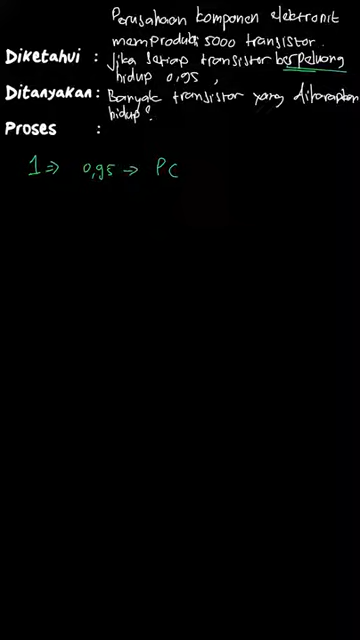 Perusahaan komponen elektronik
memproduksi 5000 transistor.
Diketahui : Jika setiap transistor berpeluang
hidup 0,95,
Ditanyakan : Banyak transistor yang diharapkan
hidup?
Proses :
1 ⇒ 0,95 → P(